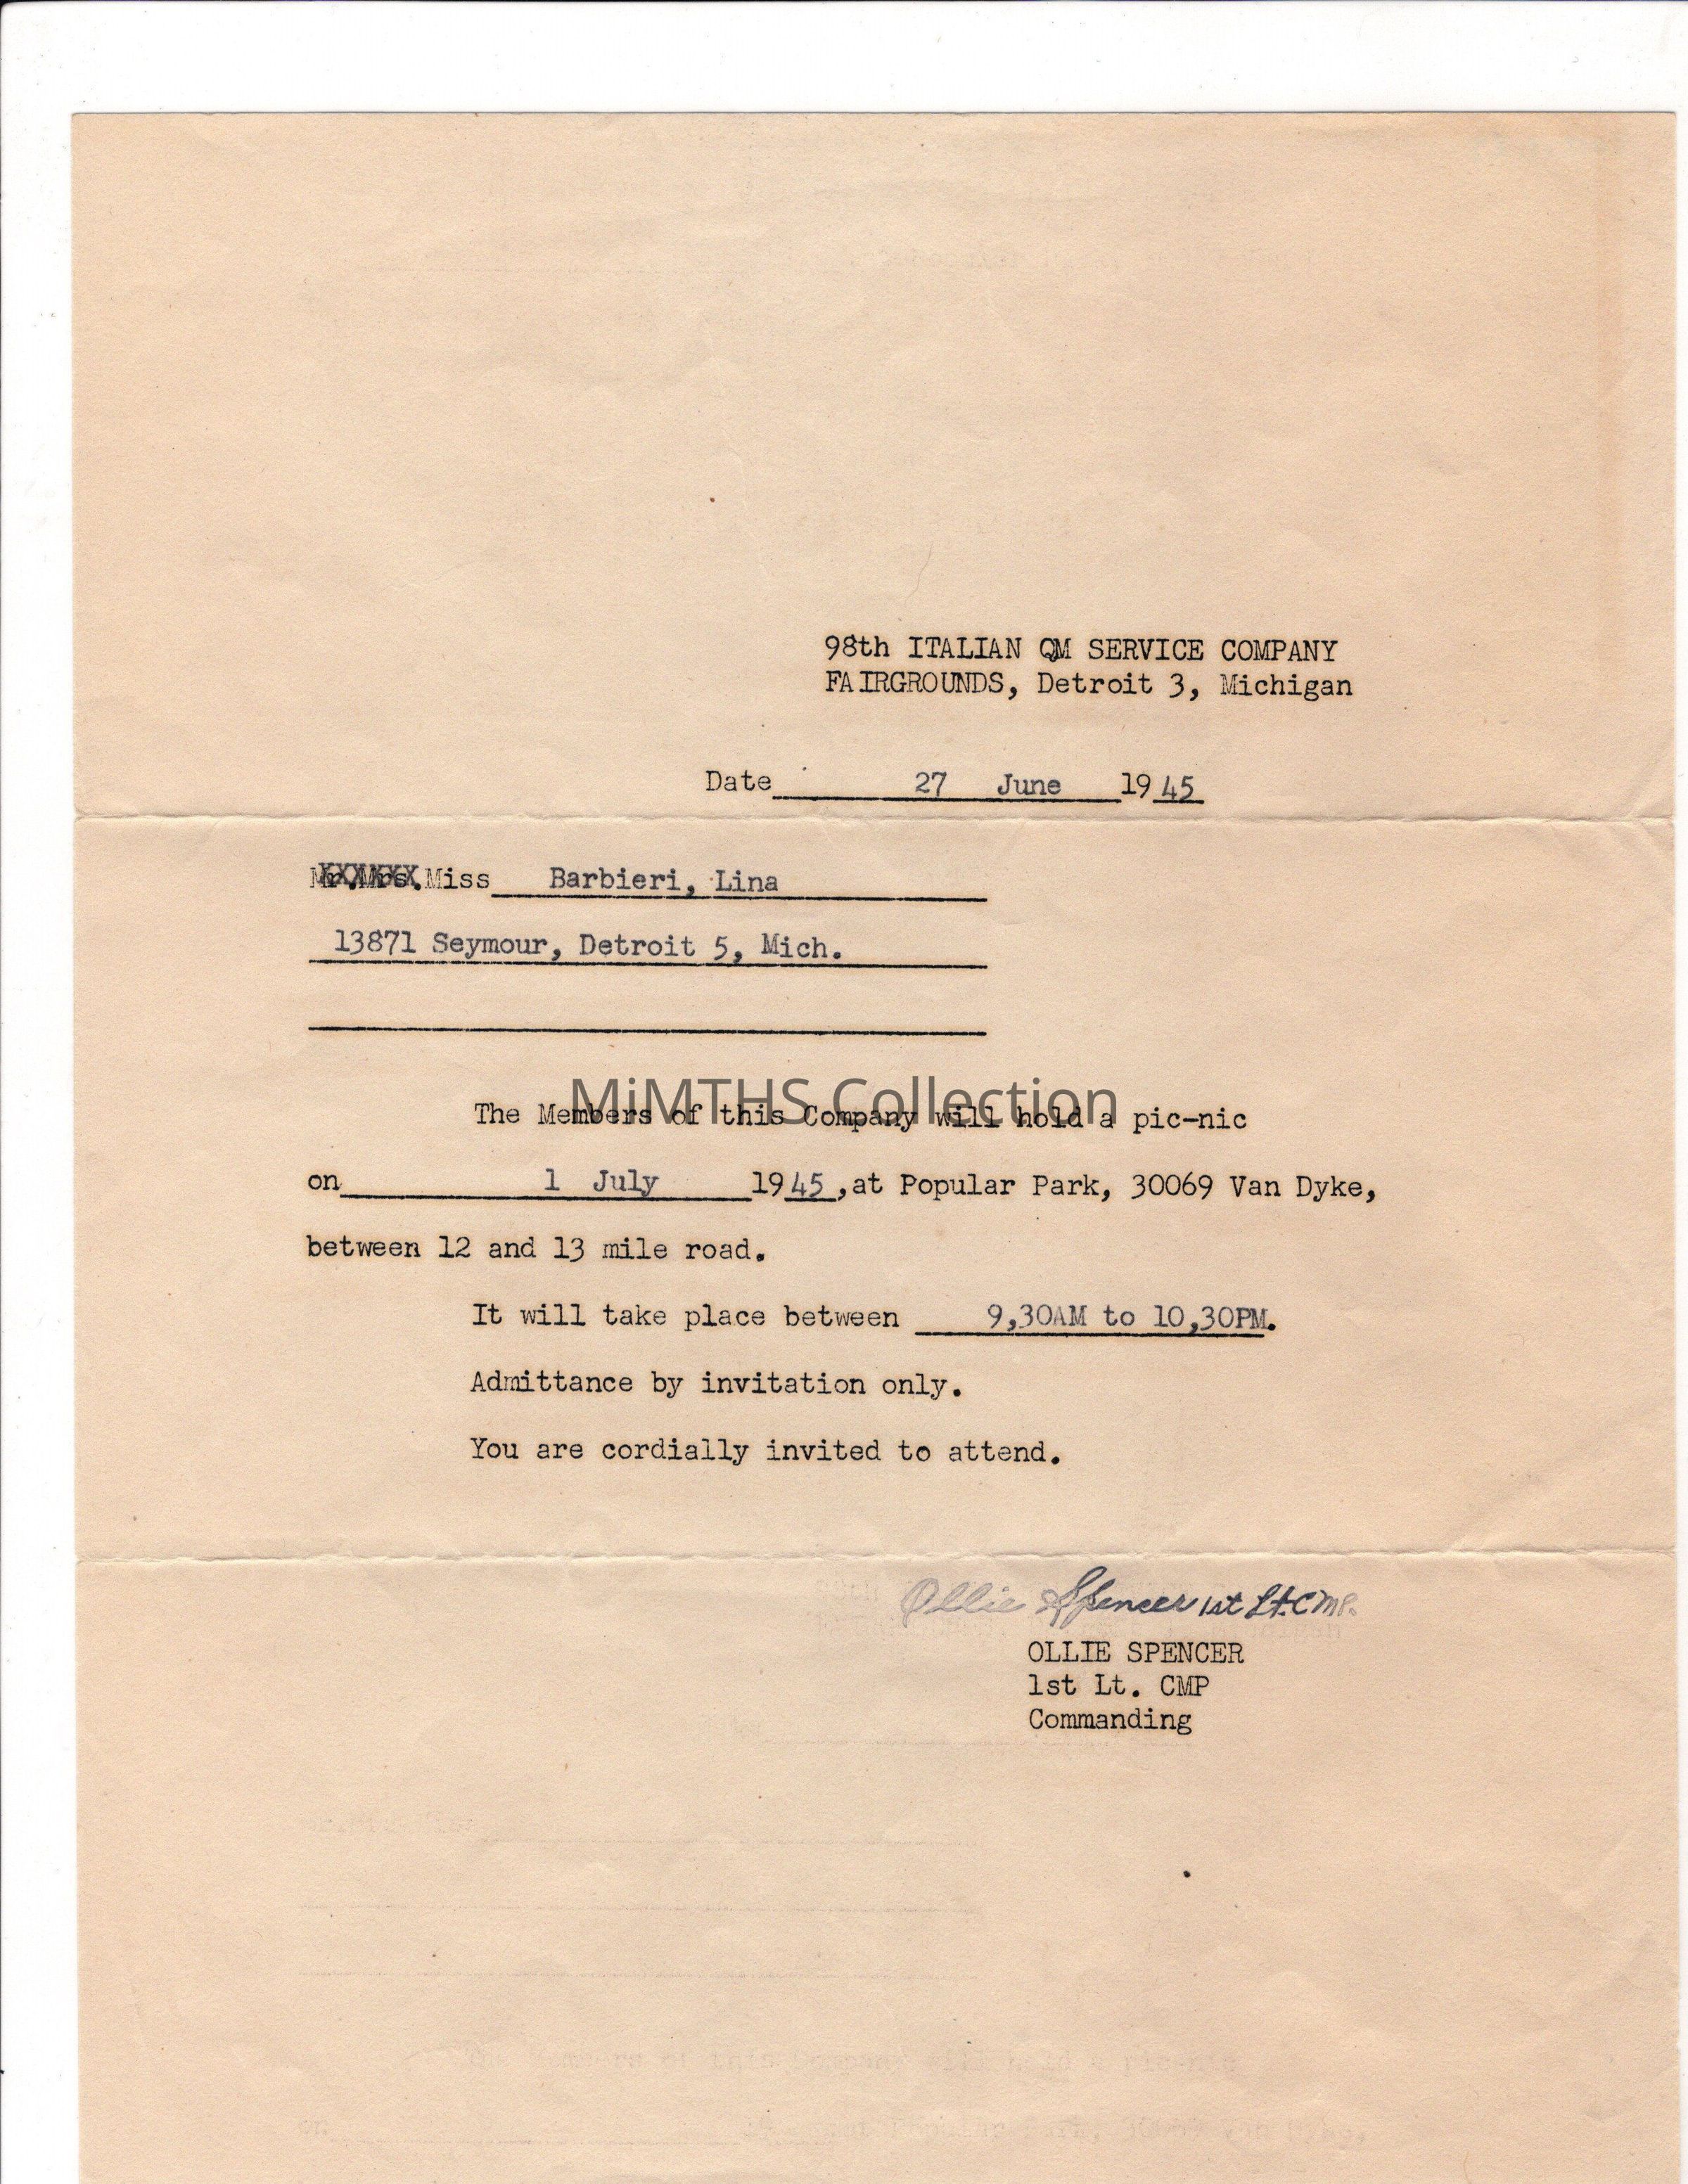 98th ITALIAN QM SERVICE COMPANY
FAIRGROUNDS, Detroit 3, Michigan
Date 27 June 1945
Mr. Mrs. Miss Barbieri, Lina
13871 Seymour, Detroit 5, Mich.
MiMTHS Collection
The Members of this Company will hold a pic-nic
on 1 July 1945, at Popular Park, 30069 Van Dyke,
between 12 and 13 mile road.
It will take place between 9,30AM to 10,30PM.
Admittance by invitation only.
You are cordially invited to attend.
Ollie Spencer 1st Lt. CMP.
OLLIE SPENCER
1st Lt. CMP
Commanding